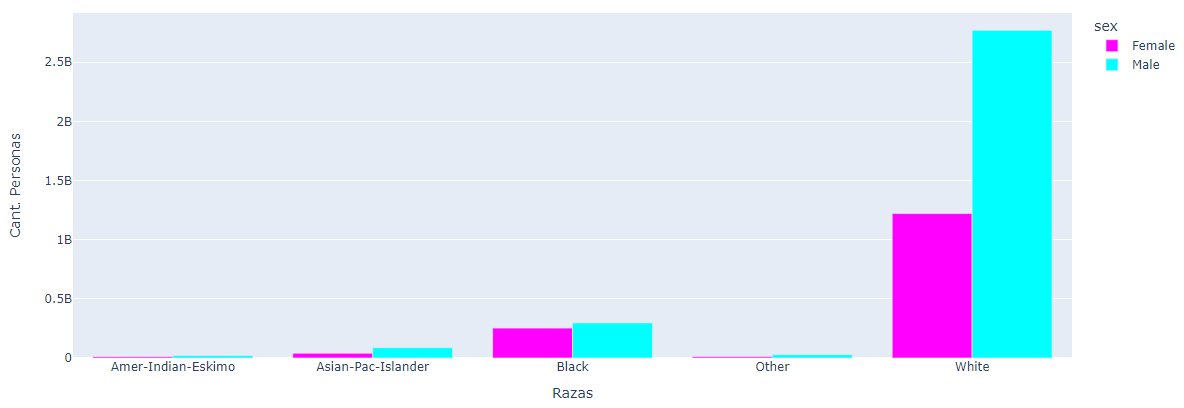 sex
Female
Male
2.5B
2B
1.5B
1B
0.5B
0
Cant. Personas
Amer-Indian-Eskimo
Asian-Pac-Islander
Black
Other
White
Razas